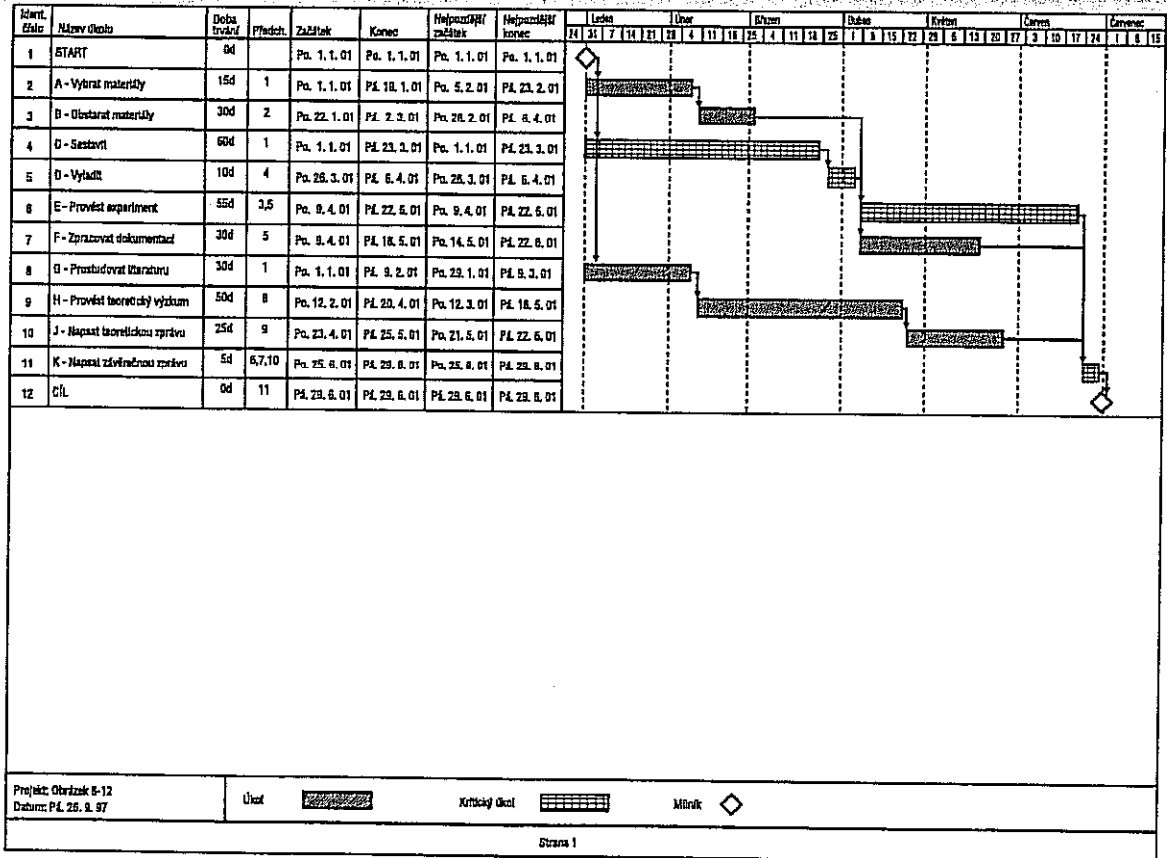 Ident. číslo | Název úkolu | Doba trvání | Předch. | Začátek | Konec | Nejpozdější začátek | Nejpozdější konec
Leden Únor Březen Duben Květen Červen Červenec
24 31 7 14 21 28 4 11 18 25 4 11 18 25 1 8 15 22 29 6 13 20 27 3 10 17 24 1 8 15
1 START 0d Po. 1.1.01 Po. 1.1.01 Po. 1.1.01 Po. 1.1.01
2 A - Vybrat materiály 15d 1 Po. 1.1.01 Pá. 19.1.01 Po. 5.2.01 Pá. 23.2.01
3 B - Obstarat materiály 30d 2 Po. 22.1.01 Pá. 2.3.01 Po. 26.2.01 Pá. 6.4.01
4 C - Sestavit 60d 1 Po. 1.1.01 Pá. 23.3.01 Po. 1.1.01 Pá. 23.3.01
5 D - Vyladit 10d 4 Po. 26.3.01 Pá. 6.4.01 Po. 26.3.01 Pá. 6.4.01
6 E - Provést experiment 55d 3,5 Po. 9.4.01 Pá. 22.6.01 Po. 9.4.01 Pá. 22.6.01
7 F - Zpracovat dokumentaci 30d 5 Po. 9.4.01 Pá. 18.5.01 Po. 14.5.01 Pá. 22.6.01
8 G - Prostudovat literaturu 30d 1 Po. 1.1.01 Pá. 9.2.01 Po. 29.1.01 Pá. 9.3.01
9 H - Provést teoretický výzkum 50d 8 Po. 12.2.01 Pá. 20.4.01 Po. 12.3.01 Pá. 18.5.01
10 J - Napsat teoretickou zprávu 25d 9 Po. 23.4.01 Pá. 25.5.01 Po. 21.5.01 Pá. 22.6.01
11 K - Napsat závěrečnou zprávu 5d 6,7,10 Po. 25.6.01 Pá. 29.6.01 Po. 25.6.01 Pá. 29.6.01
12 CÍL 0d 11 Pá. 29.6.01 Pá. 29.6.01 Pá. 29.6.01 Pá. 29.6.01
Projekt: Obrázek 5-12
Datum: Pá. 26.9.97
Úkol Kritický úkol Milník
Strana 1